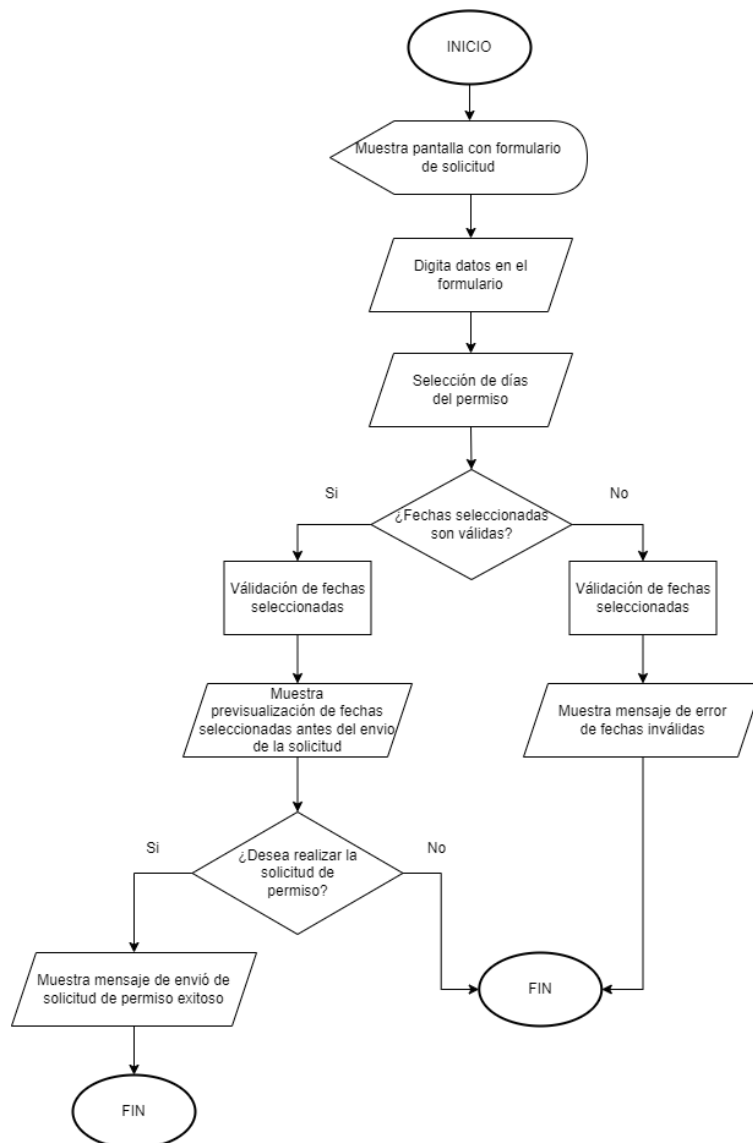 INICIO
Muestra pantalla con formulario
de solicitud
Digita datos en el
formulario
Selección de días
del permiso
Si
No
¿Fechas seleccionadas
son válidas?
Válidación de fechas
seleccionadas
Válidación de fechas
seleccionadas
Muestra
previsualización de fechas
seleccionadas antes del envio
de la solicitud
Muestra mensaje de error
de fechas inválidas
Si
No
¿Desea realizar la
solicitud de
permiso?
Muestra mensaje de envió de
solicitud de permiso exitoso
FIN
FIN